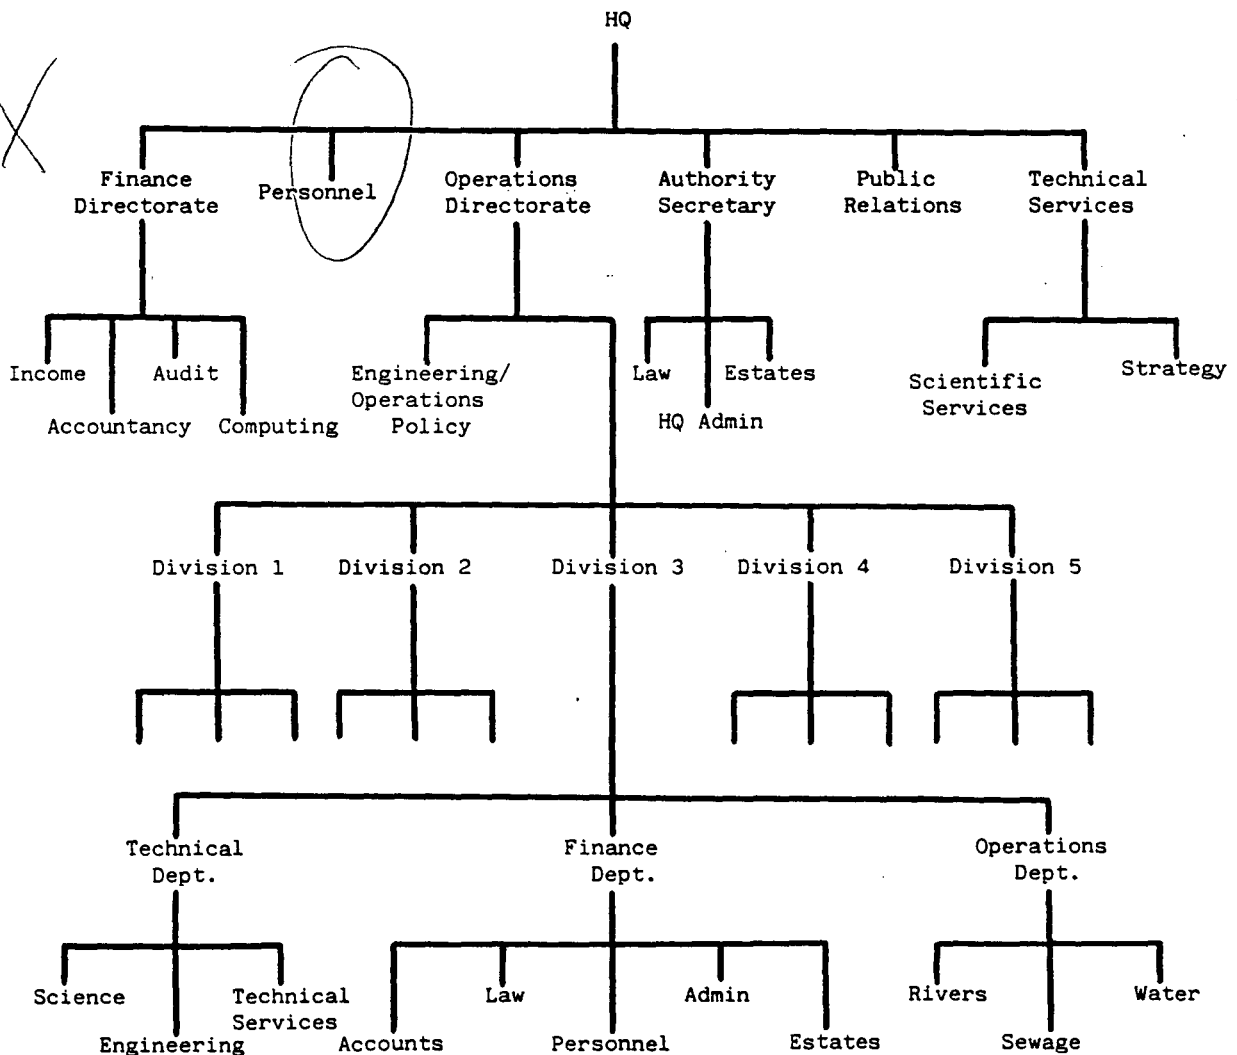 HQ
Finance
Directorate
Personnel
Operations
Directorate
Authority
Secretary
Public
Relations
Technical
Services
Income
Accountancy
Audit
Computing
Engineering/
Operations
Policy
Law
HQ Admin
Estates
Scientific
Services
Strategy
Division 1
Division 2
Division 3
Division 4
Division 5
Technical
Dept.
Finance
Dept.
Operations
Dept.
Science
Engineering
Technical
Services
Accounts
Law
Personnel
Admin
Estates
Rivers
Sewage
Water